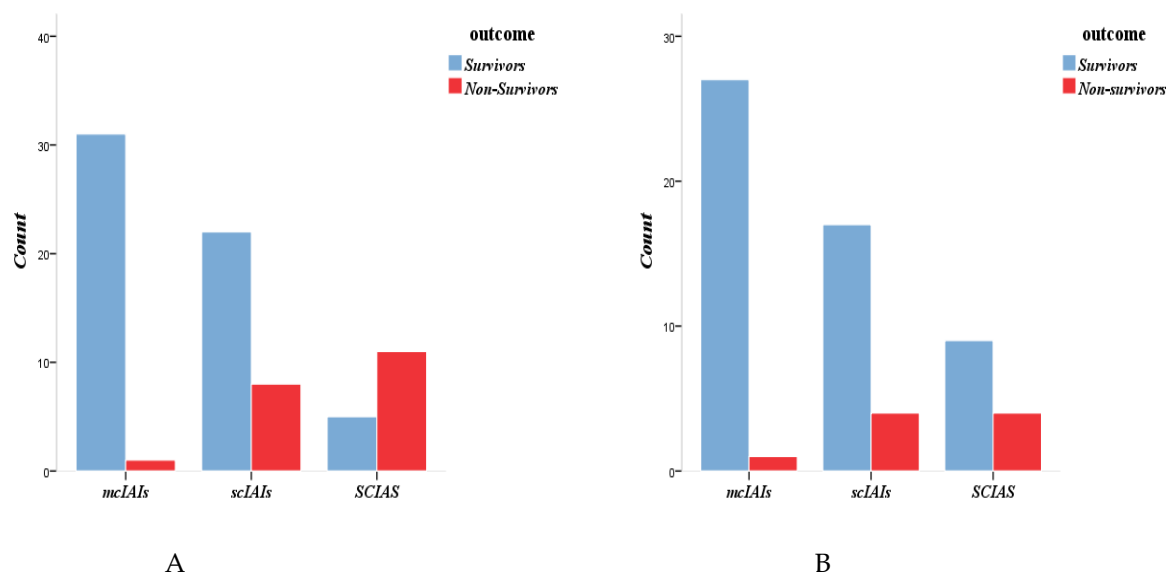 outcome
Survivors
Non-Survivors
40
30
20
10
0
Count
mcIAIs
scIAIs
SCIAS
A
outcome
Survivors
Non-survivors
30
20
10
0
Count
mcIAIs
scIAIs
SCIAS
B